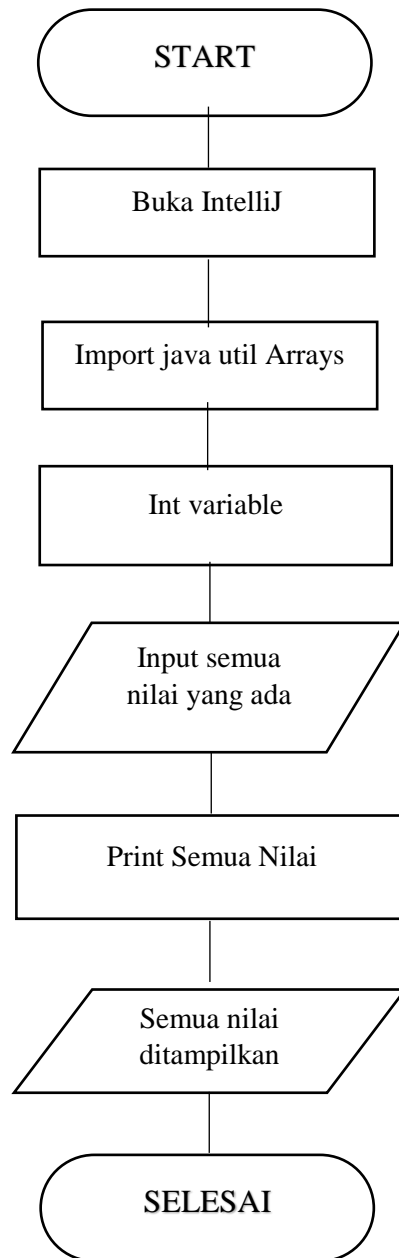 START
Buka IntelliJ
Import java util Arrays
Int variable
Input semua
nilai yang ada
Print Semua Nilai
Semua nilai
ditampilkan
SELESAI